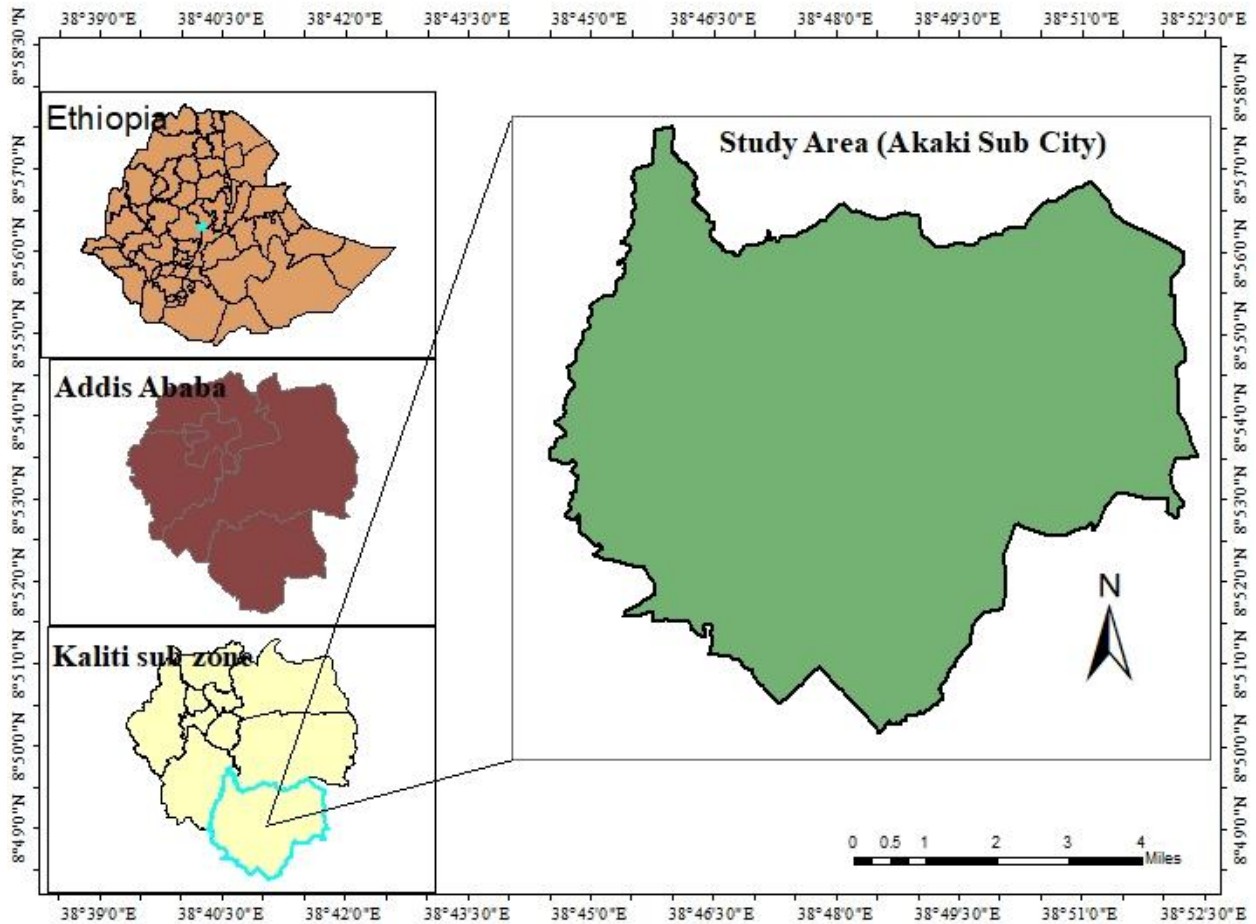 38°39'0"E 38°40'30"E 38°42'0"E 38°43'30"E 38°45'0"E 38°46'30"E 38°48'0"E 38°49'30"E 38°51'0"E 38°52'30"E
8°58'30"N
8°57'0"N
8°56'0"N
8°55'0"N
8°54'0"N
8°53'0"N
8°52'0"N
8°51'0"N
8°50'0"N
8°49'0"N
Ethiopia
Addis Ababa
Kaliti sub zone
Study Area (Akaki Sub City)
N
0 0.5 1 2 3 4
Miles
8°58'0"N
8°57'0"N
8°56'0"N
8°55'0"N
8°54'0"N
8°53'0"N
8°52'0"N
8°51'0"N
8°50'0"N
8°49'0"N
38°39'0"E 38°40'30"E 38°42'0"E 38°43'30"E 38°45'0"E 38°46'30"E 38°48'0"E 38°49'30"E 38°51'0"E 38°52'30"E